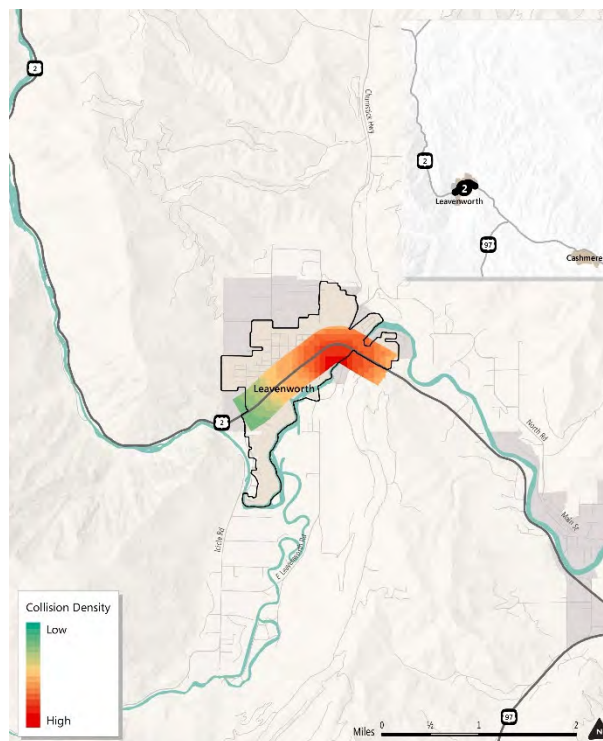 2
Chumstick Hwy
2
2
Leavenworth
97
Cashmere
Leavenworth
2
North Rd
Main St
Icicle Rd
E Leavenworth Rd
Collision Density
Low
High
97
Miles 0 ½ 1 2
N